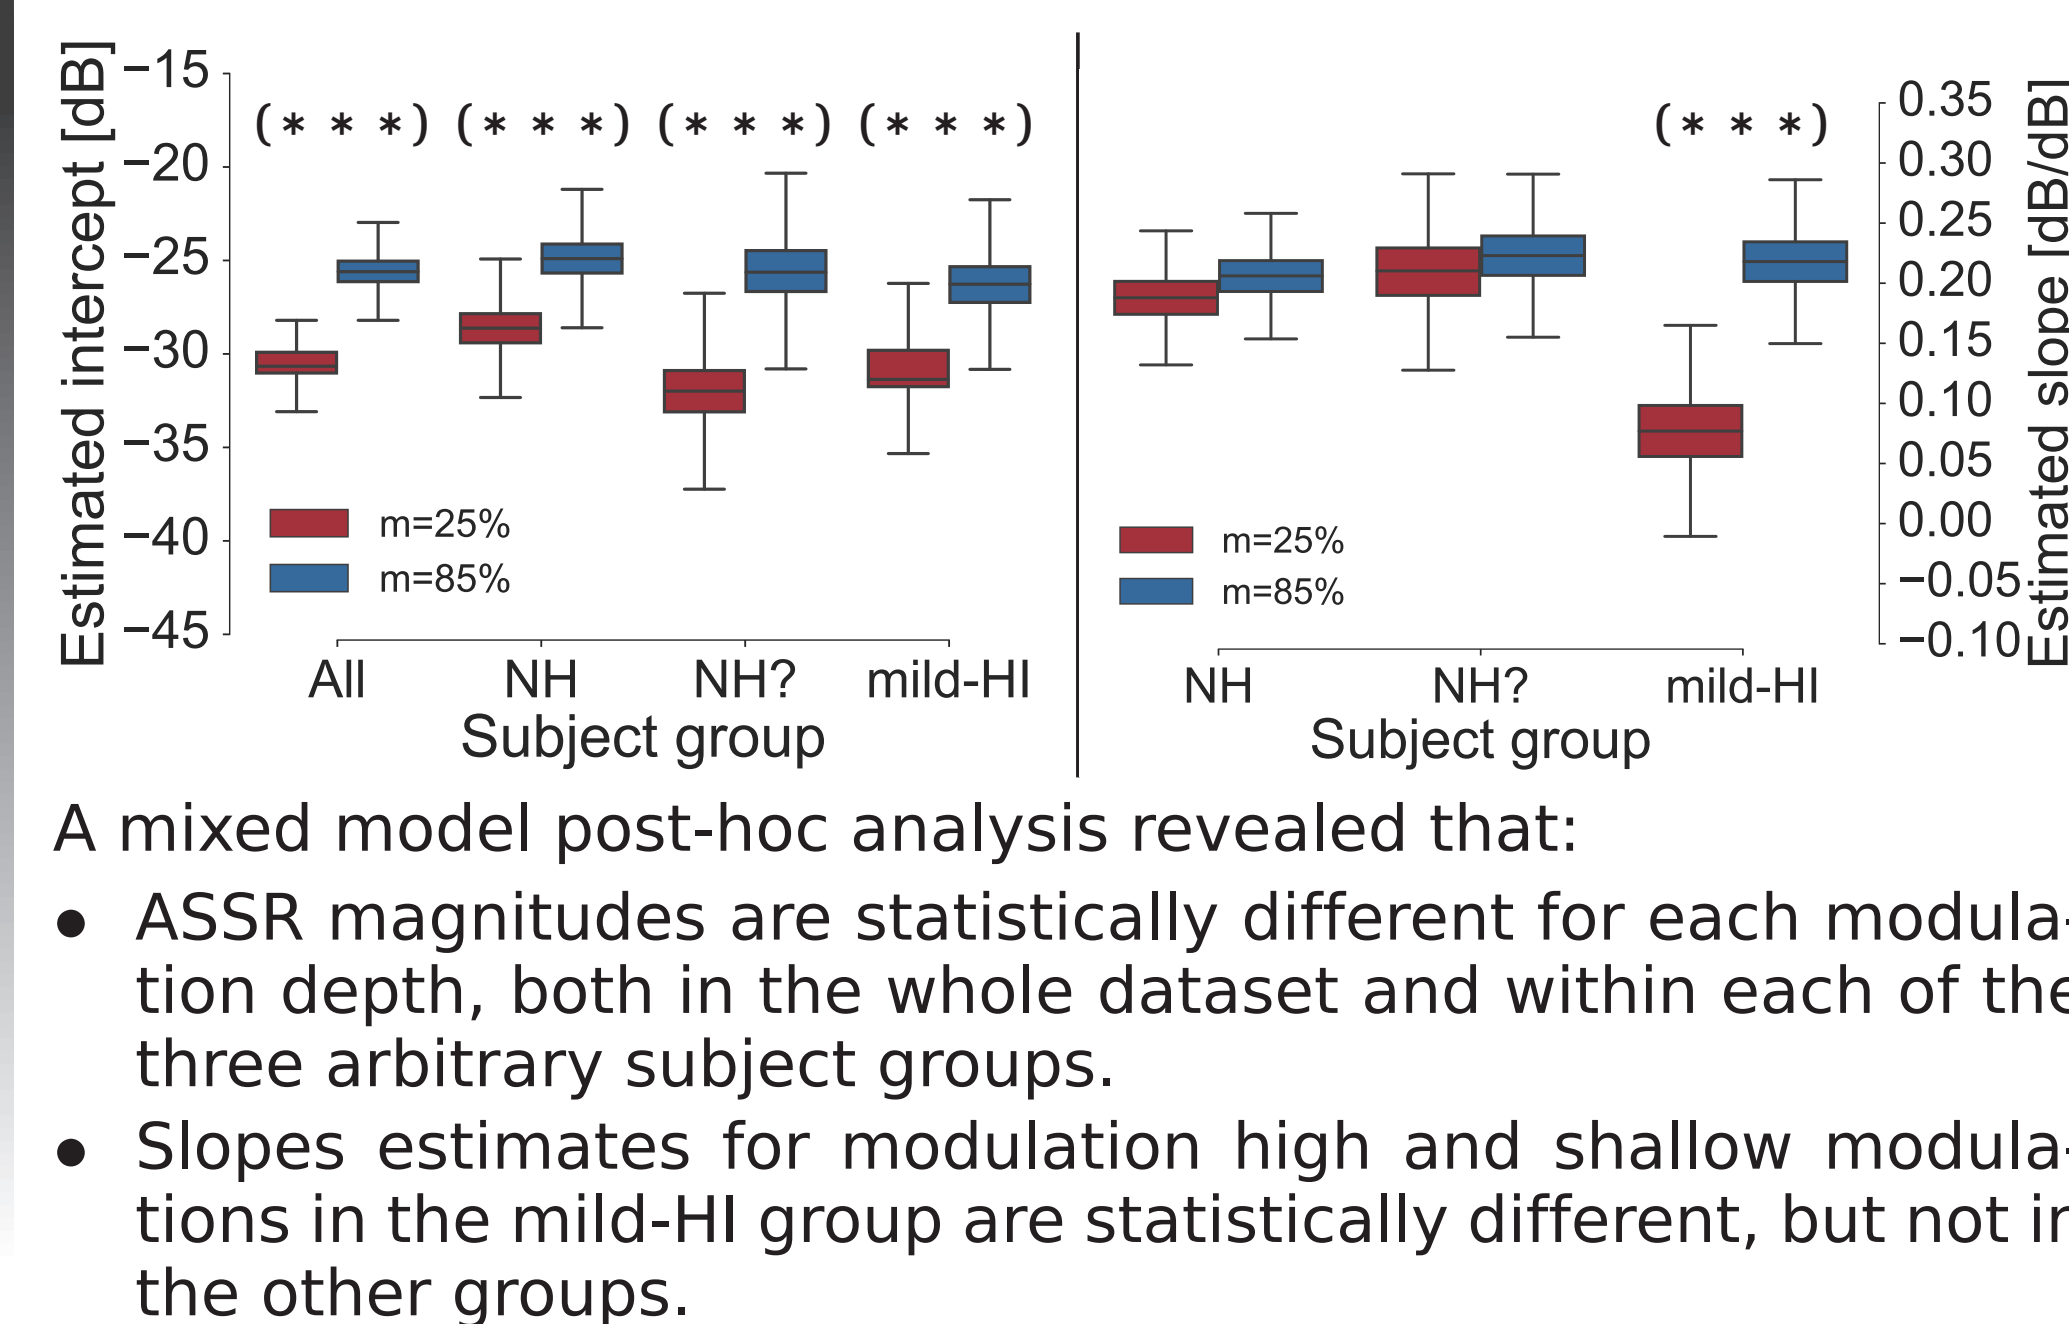 Estimated intercept [dB]
−15
−20
−25
−30
−35
−40
−45
(* * *) (* * *) (* * *) (* * *)
m=25%
m=85%
All NH NH? mild-HI
Subject group
(* * *)
m=25%
m=85%
NH NH? mild-HI
Subject group
0.35
0.30
0.25
0.20
0.15
0.10
0.05
0.00
−0.05
−0.10
Estimated slope [dB/dB]
A mixed model post-hoc analysis revealed that:
● ASSR magnitudes are statistically different for each modula-
tion depth, both in the whole dataset and within each of the
three arbitrary subject groups.
● Slopes estimates for modulation high and shallow modula-
tions in the mild-HI group are statistically different, but not in
the other groups.